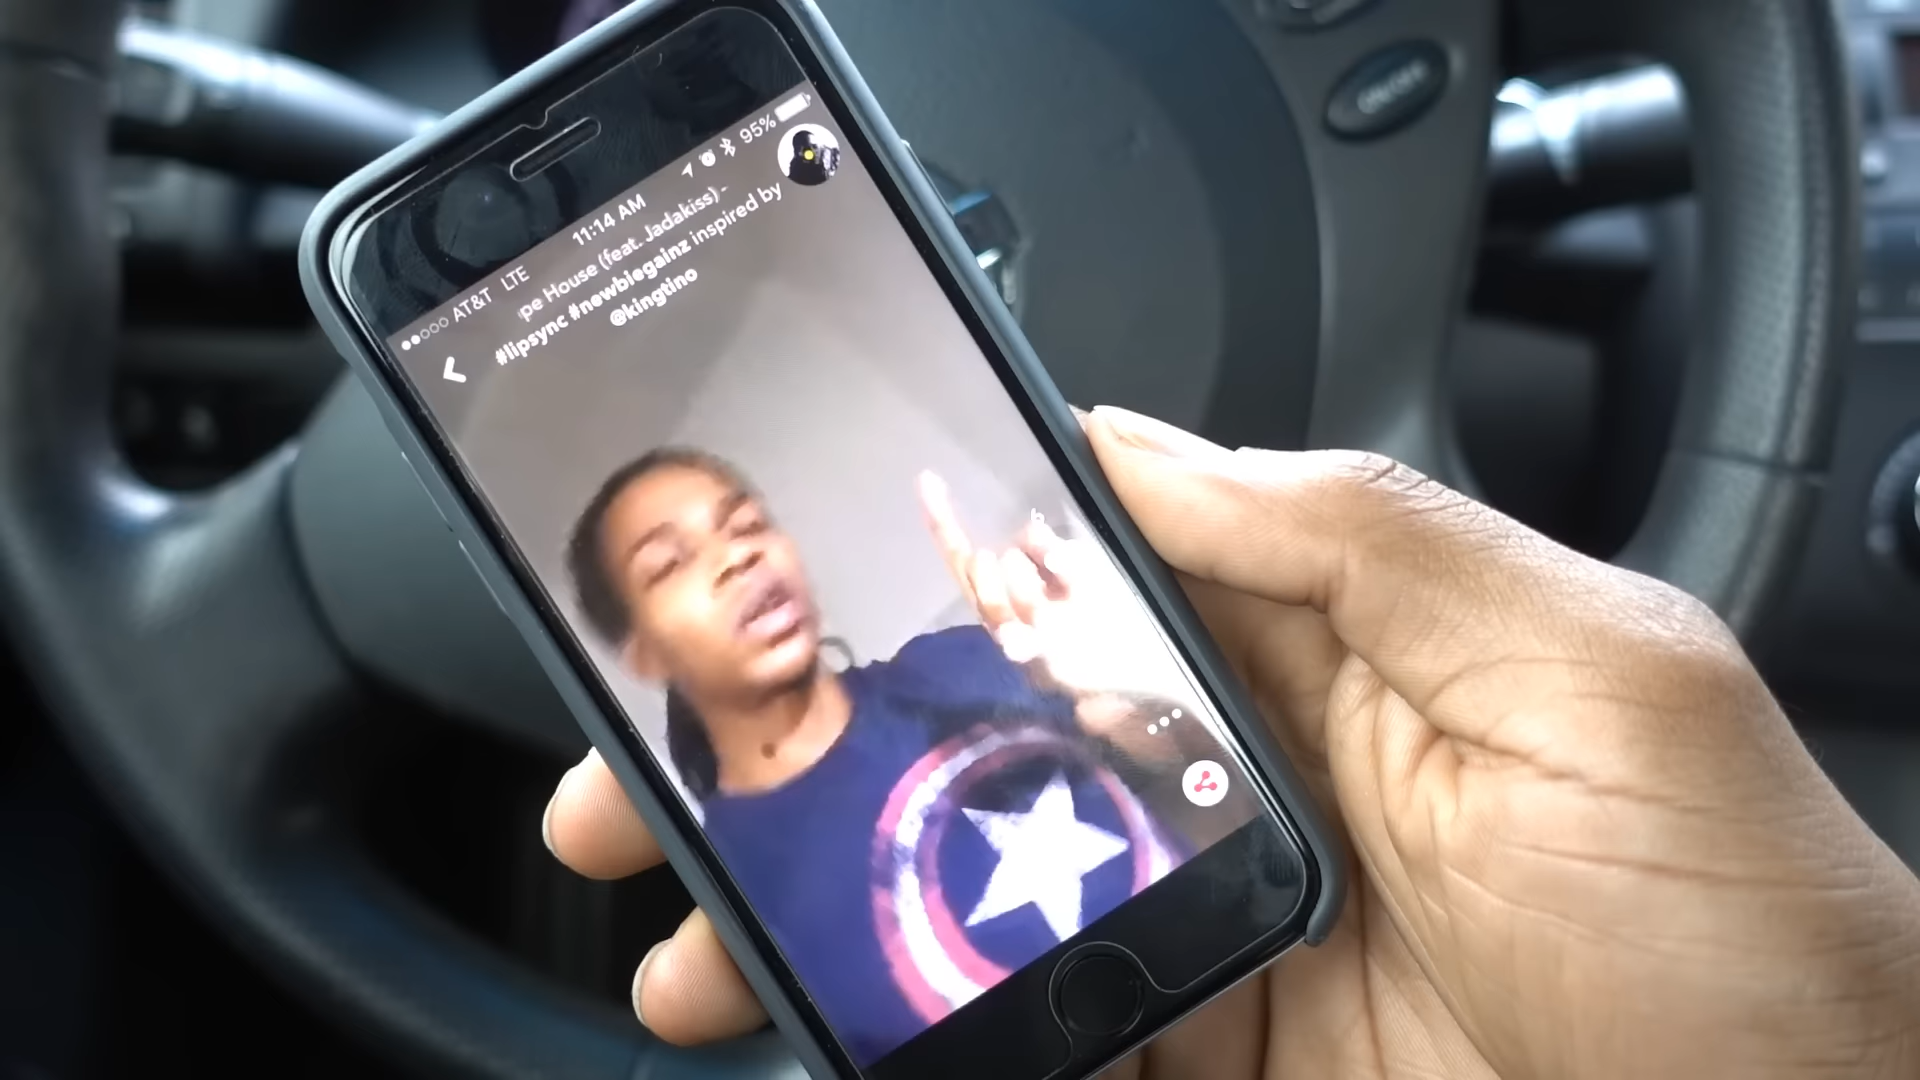 AT&T LTE 11:14 AM 95%
pe House (feat. Jadakiss) -
#lipsync #newbiegainz inspired by
@kingtino